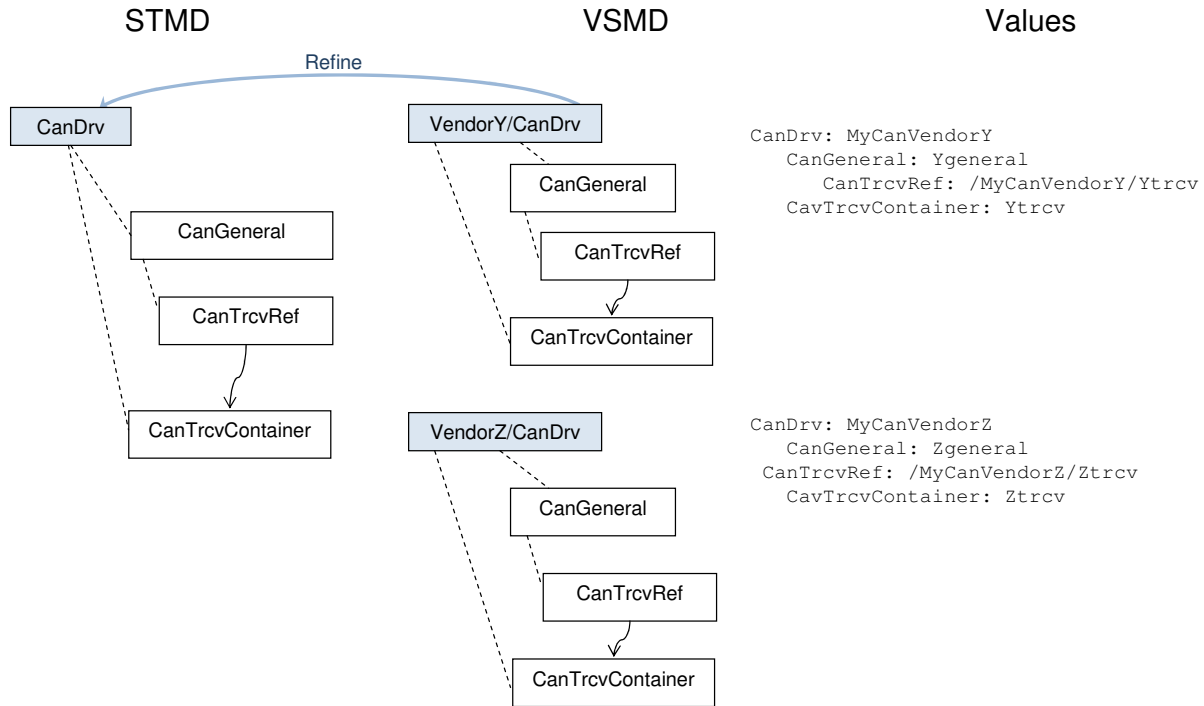 STMD
VSMD
Values
Refine
CanDrv
CanGeneral
CanTrcvRef
CanTrcvContainer
VendorY/CanDrv
CanGeneral
CanTrcvRef
CanTrcvContainer
CanDrv: MyCanVendorY
CanGeneral: Ygeneral
CanTrcvRef: /MyCanVendorY/Ytrcv
CavTrcvContainer: Ytrcv
VendorZ/CanDrv
CanGeneral
CanTrcvRef
CanTrcvContainer
CanDrv: MyCanVendorZ
CanGeneral: Zgeneral
CanTrcvRef: /MyCanVendorZ/Ztrcv
CavTrcvContainer: Ztrcv